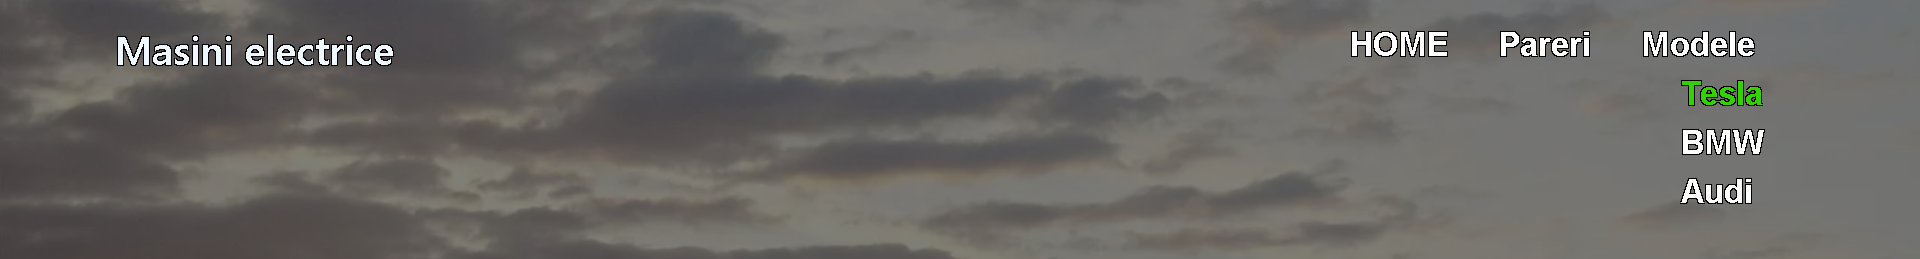 Masini electrice
HOME Pareri Modele
Tesla
BMW
Audi